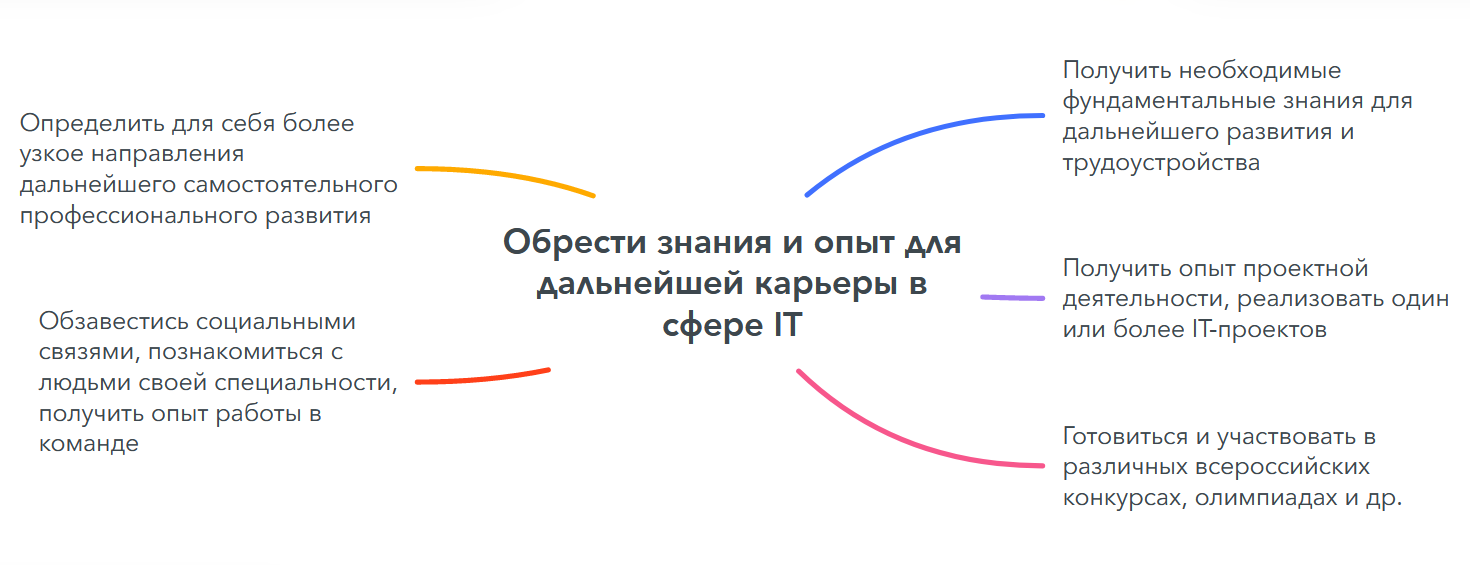 Определить для себя более
узкое направления
дальнейшего самостоятельного
профессионального развития
Обзавестись социальными
связями, познакомиться с
людьми своей специальности,
получить опыт работы в
команде
Обрести знания и опыт для
дальнейшей карьеры в
сфере IT
Получить необходимые
фундаментальные знания для
дальнейшего развития и
трудоустройства
Получить опыт проектной
деятельности, реализовать один
или более IT-проектов
Готовиться и участвовать в
различных всероссийских
конкурсах, олимпиадах и др.